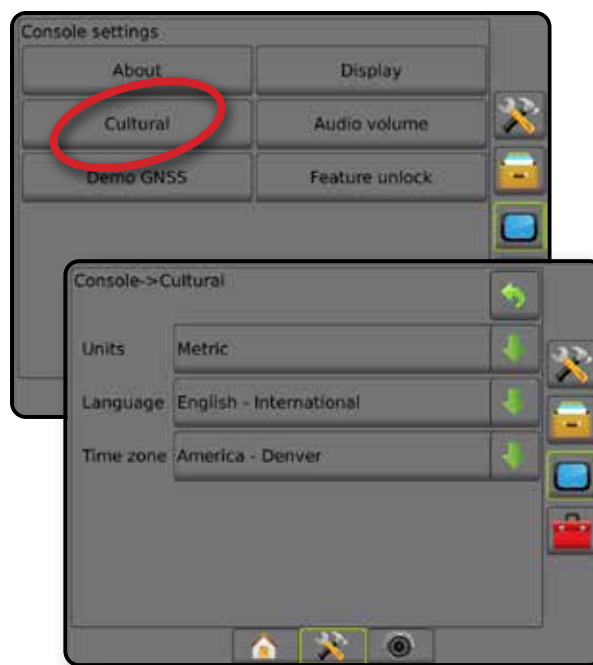 Console settings
About Display
Cultural Audio volume
Demo GNSS Feature unlock
Console->Cultural
Units Metric
Language English - International
Time zone America - Denver